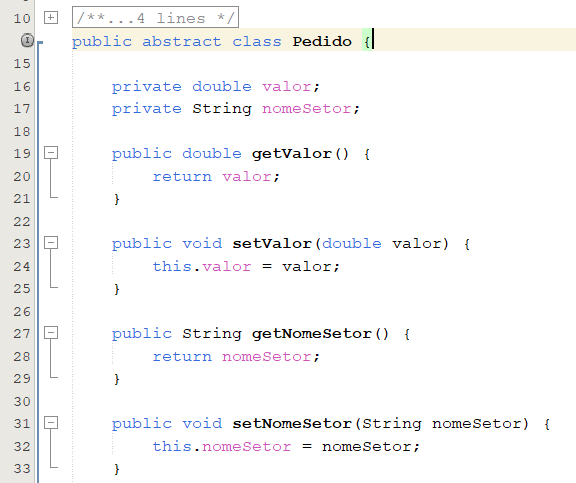 10 /**...4 lines */
public abstract class Pedido {
15
16 private double valor;
17 private String nomeSetor;
18
19 public double getValor() {
20 return valor;
21 }
22
23 public void setValor(double valor) {
24 this.valor = valor;
25 }
26
27 public String getNomeSetor() {
28 return nomeSetor;
29 }
30
31 public void setNomeSetor(String nomeSetor) {
32 this.nomeSetor = nomeSetor;
33 }